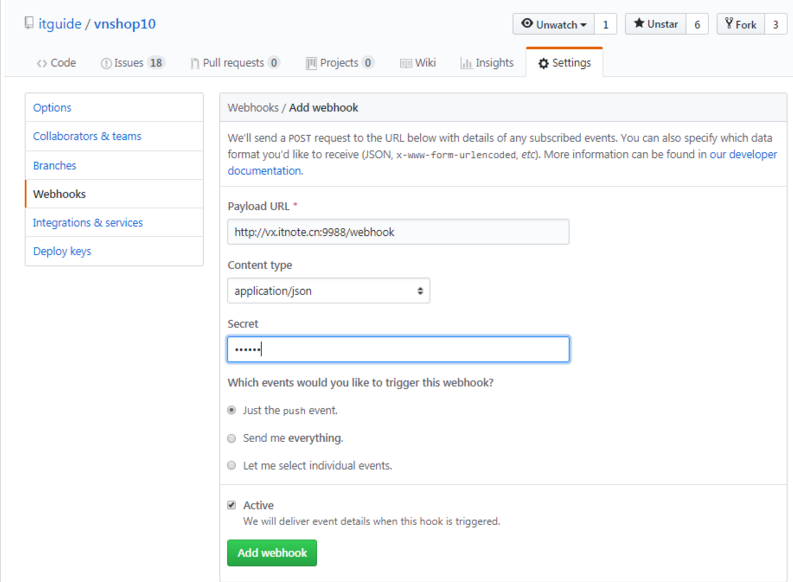 itguide / vnshop10
Unwatch 1 Unstar 6 Fork 3
Code Issues 18 Pull requests 0 Projects 0 Wiki Insights Settings
Options
Collaborators & teams
Branches
Webhooks
Integrations & services
Deploy keys
Webhooks / Add webhook
We'll send a POST request to the URL below with details of any subscribed events. You can also specify which data
format you'd like to receive (JSON, x-www-form-urlencoded, etc). More information can be found in our developer
documentation.
Payload URL *
http://vx.itnote.cn:9988/webhook
Content type
application/json
Secret
••••••
Which events would you like to trigger this webhook?
Just the push event.
Send me everything.
Let me select individual events.
Active
We will deliver event details when this hook is triggered.
Add webhook